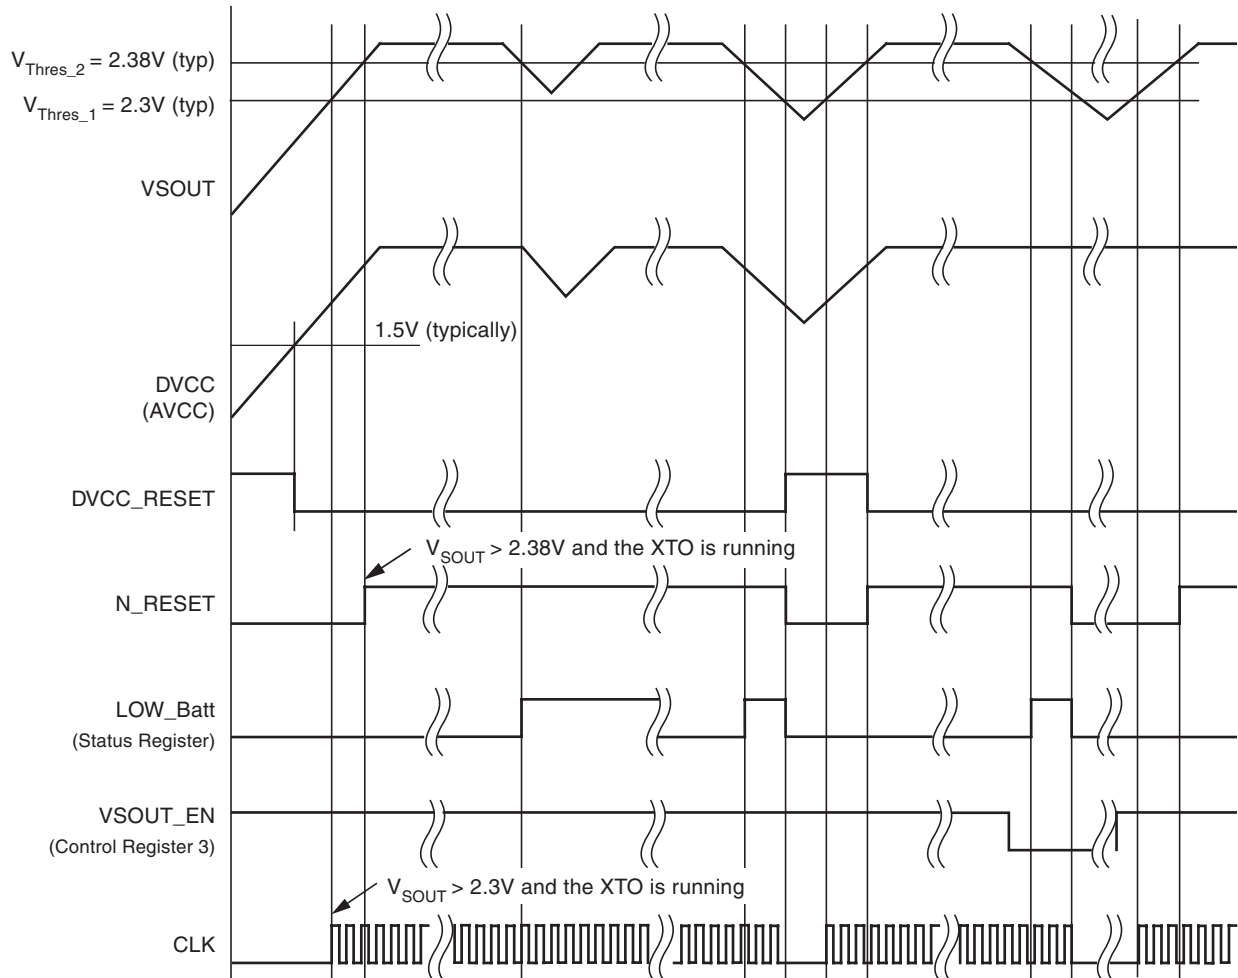 V_Thres_2 = 2.38V (typ)
V_Thres_1 = 2.3V (typ)
VSOUT
1.5V (typically)
DVCC
(AVCC)
DVCC_RESET
V_SOUT > 2.38V and the XTO is running
N_RESET
LOW_Batt
(Status Register)
VSOUT_EN
(Control Register 3)
V_SOUT > 2.3V and the XTO is running
CLK